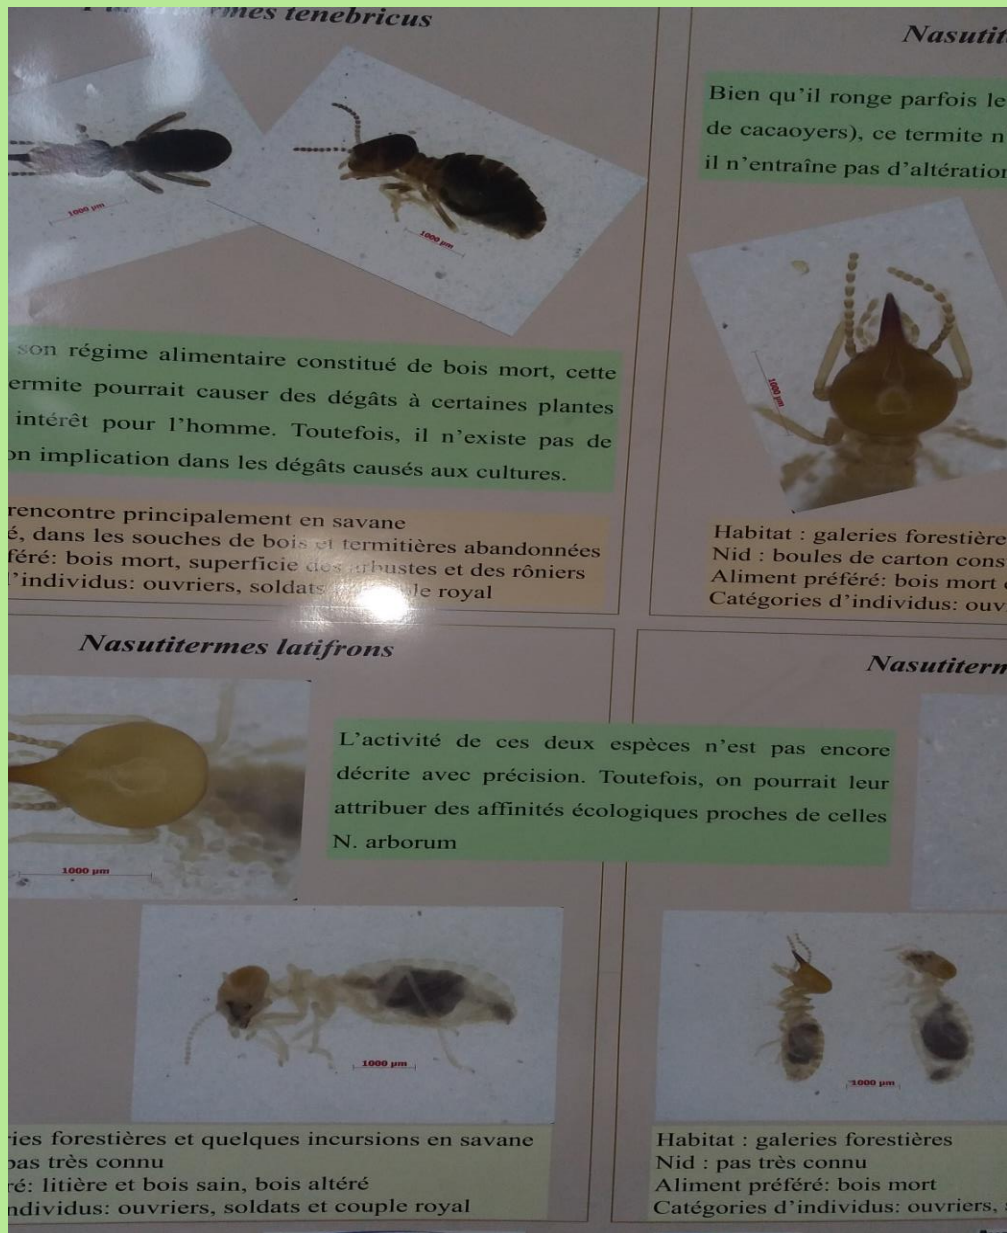 tenebricus
1000 µm
1000 µm
son régime alimentaire constitué de bois mort, cette
ermite pourrait causer des dégâts à certaines plantes
intérêt pour l'homme. Toutefois, il n'existe pas de
on implication dans les dégâts causés aux cultures.
rencontre principalement en savane
é, dans les souches de bois et termitières abandonnées
féré: bois mort, superficie des arbustes et des rôniers
l'individus: ouvriers, soldats couple royal
Nasutit
Bien qu'il ronge parfois le
de cacaoyers), ce termite n
il n'entraîne pas d'altération
1000 µm
Habitat : galeries forestière
Nid : boules de carton cons
Aliment préféré: bois mort
Catégories d'individus: ouv
Nasutitermes latifrons
1000 µm
L'activité de ces deux espèces n'est pas encore
décrite avec précision. Toutefois, on pourrait leur
attribuer des affinités écologiques proches de celles
N. arborum
1000 µm
ries forestières et quelques incursions en savane
pas très connu
ré: litière et bois sain, bois altéré
ndividus: ouvriers, soldats et couple royal
Nasutiterm
1000 µm
Habitat : galeries forestières
Nid : pas très connu
Aliment préféré: bois mort
Catégories d'individus: ouvriers,